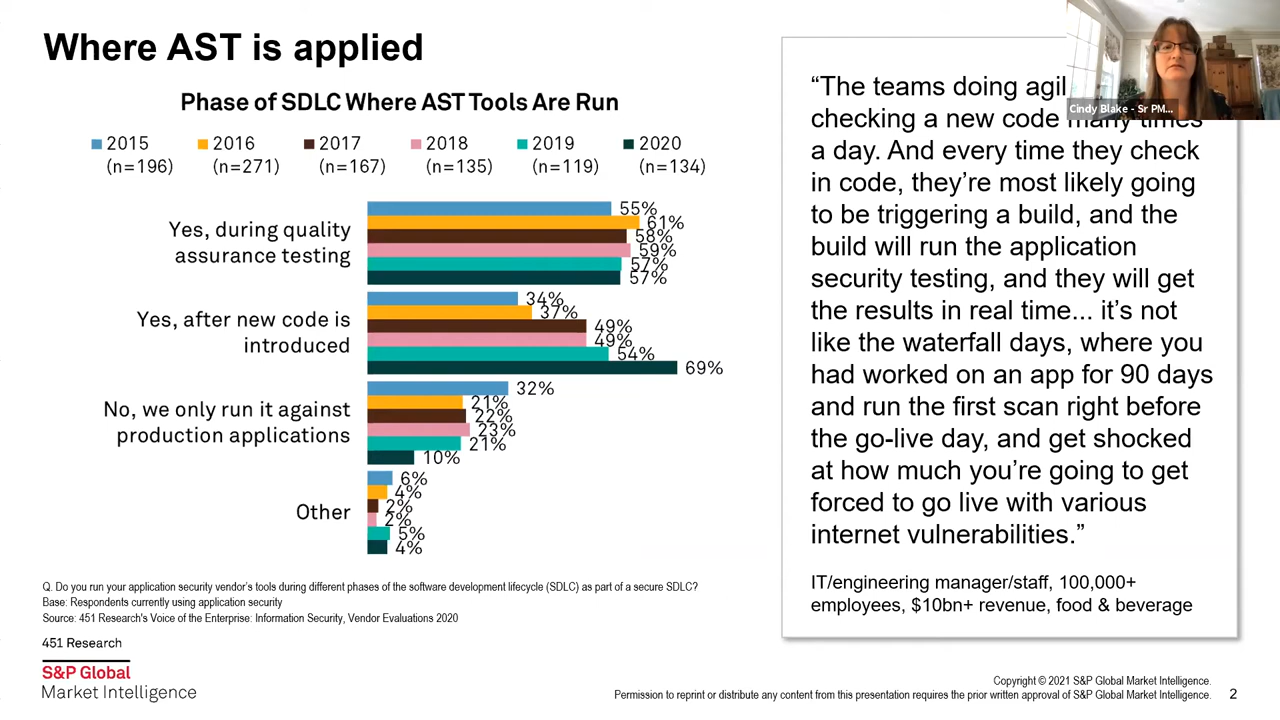 Where AST is applied
Phase of SDLC Where AST Tools Are Run
2015 2016 2017 2018 2019 2020
(n=196) (n=271) (n=167) (n=135) (n=119) (n=134)
Yes, during quality
assurance testing
55%
61%
58%
59%
57%
57%
Yes, after new code is
introduced
34%
37%
49%
49%
54%
69%
No, we only run it against
production applications
32%
21%
22%
23%
21%
10%
Other
6%
4%
2%
2%
5%
4%
Q. Do you run your application security vendor's tools during different phases of the software development lifecycle (SDLC) as part of a secure SDLC?
Base: Respondents currently using application security
Source: 451 Research's Voice of the Enterprise: Information Security, Vendor Evaluations 2020
451 Research
S&P Global
Market Intelligence
Cindy Blake - Sr PM...
“The teams doing agil
checking a new code many times
a day. And every time they check
in code, they’re most likely going
to be triggering a build, and the
build will run the application
security testing, and they will get
the results in real time... it’s not
like the waterfall days, where you
had worked on an app for 90 days
and run the first scan right before
the go-live day, and get shocked
at how much you’re going to get
forced to go live with various
internet vulnerabilities.”
IT/engineering manager/staff, 100,000+
employees, $10bn+ revenue, food & beverage
Copyright © 2021 S&P Global Market Intelligence.
Permission to reprint or distribute any content from this presentation requires the prior written approval of S&P Global Market Intelligence.
2